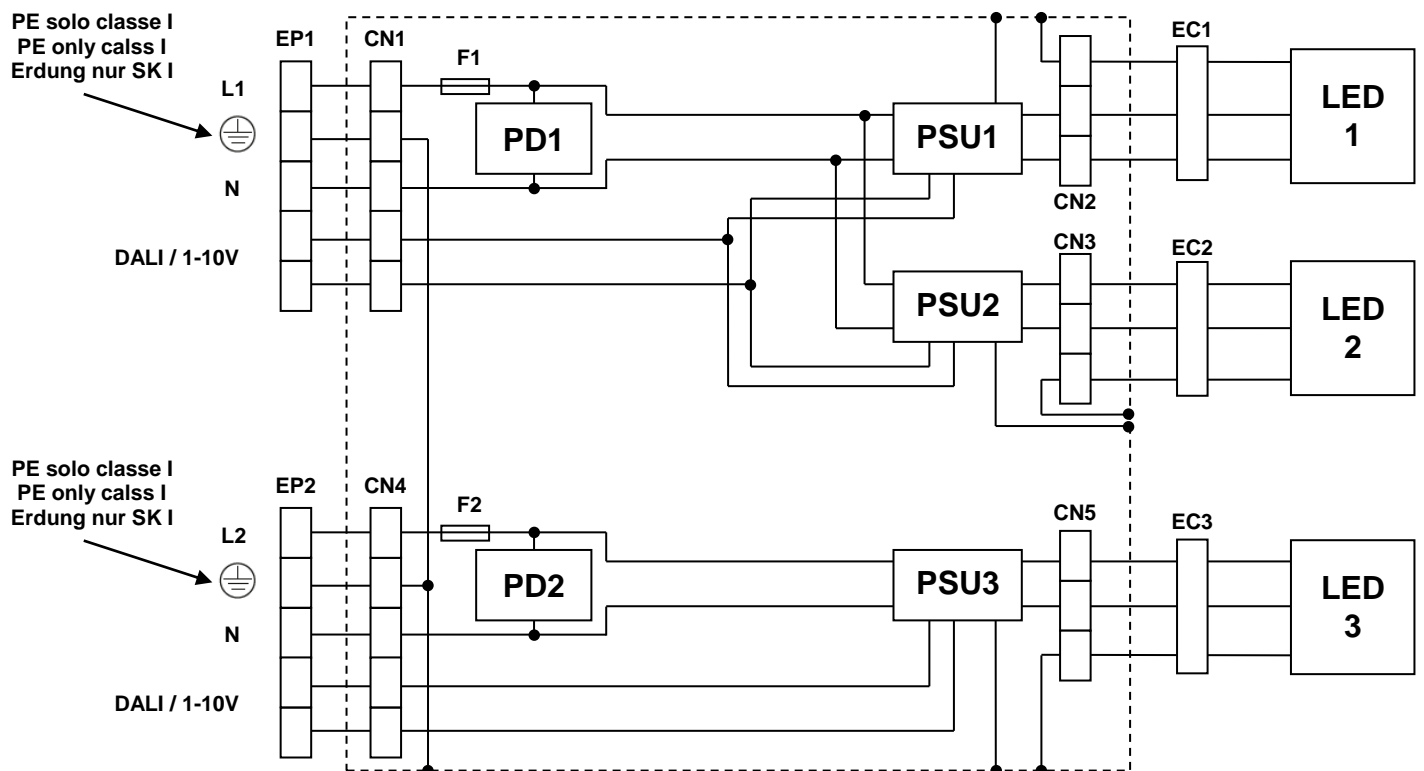 PE solo classe I
PE only calss I
Erdung nur SK I
EP1
CN1
F1
L1
PD1
N
DALI / 1-10V
PSU1
CN2
EC1
LED
1
PSU2
CN3
EC2
LED
2
PE solo classe I
PE only calss I
Erdung nur SK I
EP2
CN4
F2
L2
PD2
N
DALI / 1-10V
PSU3
CN5
EC3
LED
3